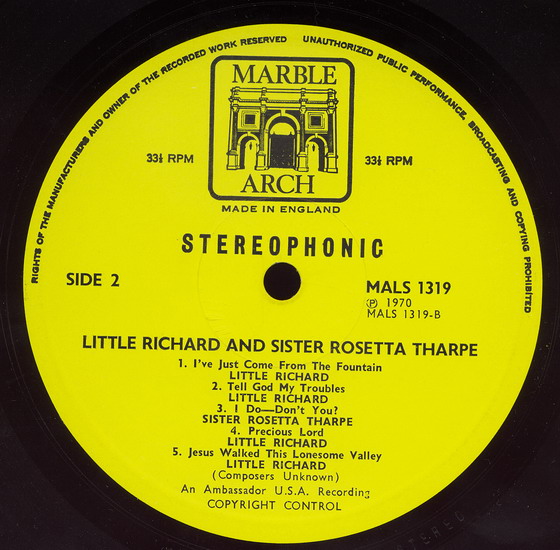 RIGHTS OF THE MANUFACTURERS AND OWNER OF THE RECORDED WORK RESERVED UNAUTHORIZED PUBLIC PERFORMANCE, BROADCASTING AND COPYING PROHIBITED
MARBLE
ARCH
33⅓ RPM 33⅓ RPM
MADE IN ENGLAND
STEREOPHONIC
SIDE 2
MALS 1319
℗ 1970
MALS 1319-B
LITTLE RICHARD AND SISTER ROSETTA THARPE
1. I've Just Come From The Fountain
LITTLE RICHARD
2. Tell God My Troubles
LITTLE RICHARD
3. I Do—Don't You?
SISTER ROSETTA THARPE
4. Precious Lord
LITTLE RICHARD
5. Jesus Walked This Lonesome Valley
LITTLE RICHARD
(Composers Unknown)
An Ambassador U.S.A. Recording
COPYRIGHT CONTROL